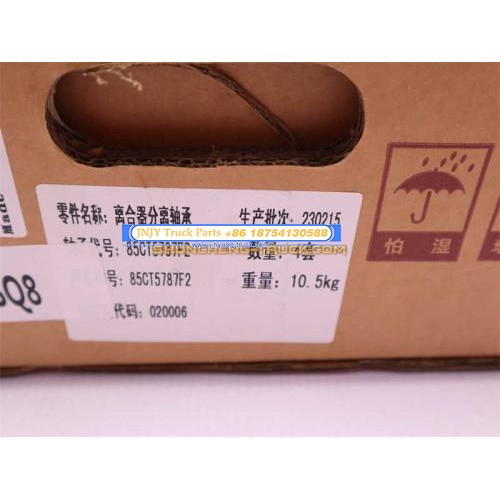 零件名称: 离合器分离轴承
生产批次: 230215
JNJY Truck Parts +86 18754130588
号: 85CT5787F2
数量: 1套
号: 85CT5787F2
重量: 10.5kg
代码: 020006
怕 湿
Q8
Made